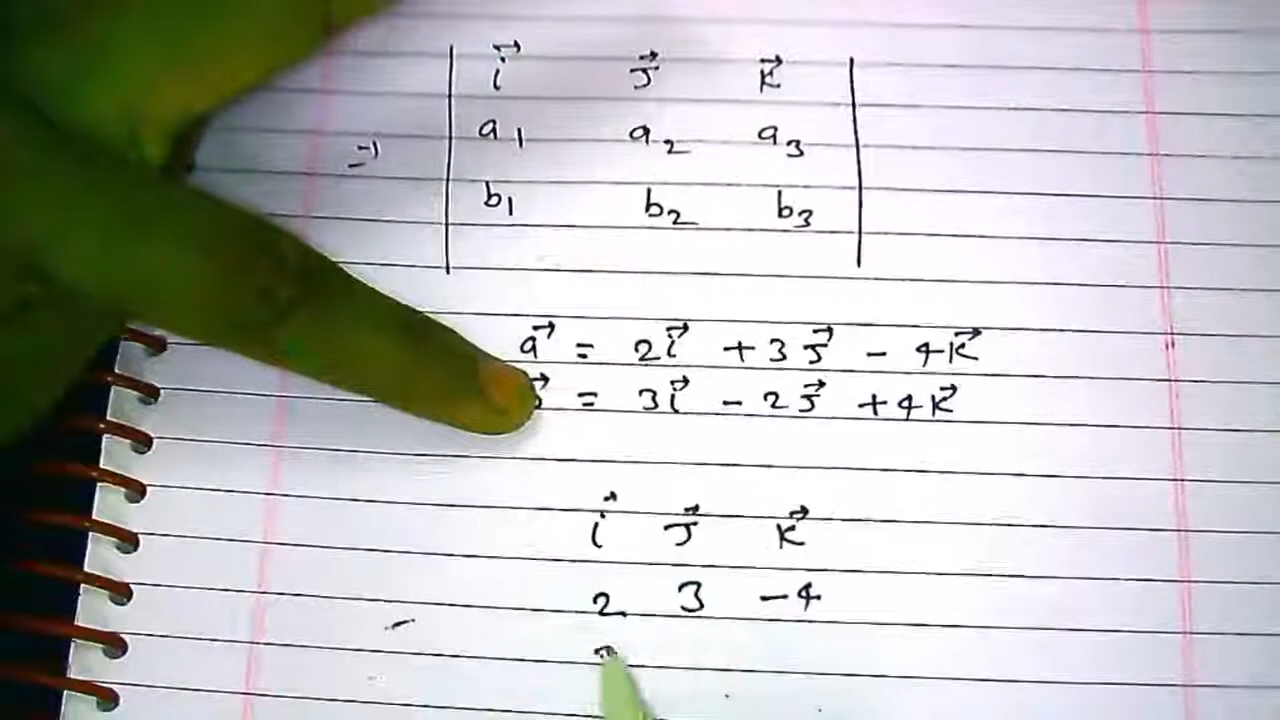 i⃗ J⃗ K⃗
a₁ a₂ a₃
b₁ b₂ b₃
a⃗ = 2i⃗ + 3J⃗ - 4K⃗
= 3i⃗ - 2J⃗ + 4K⃗
i⃗ J⃗ K⃗
2 3 -4